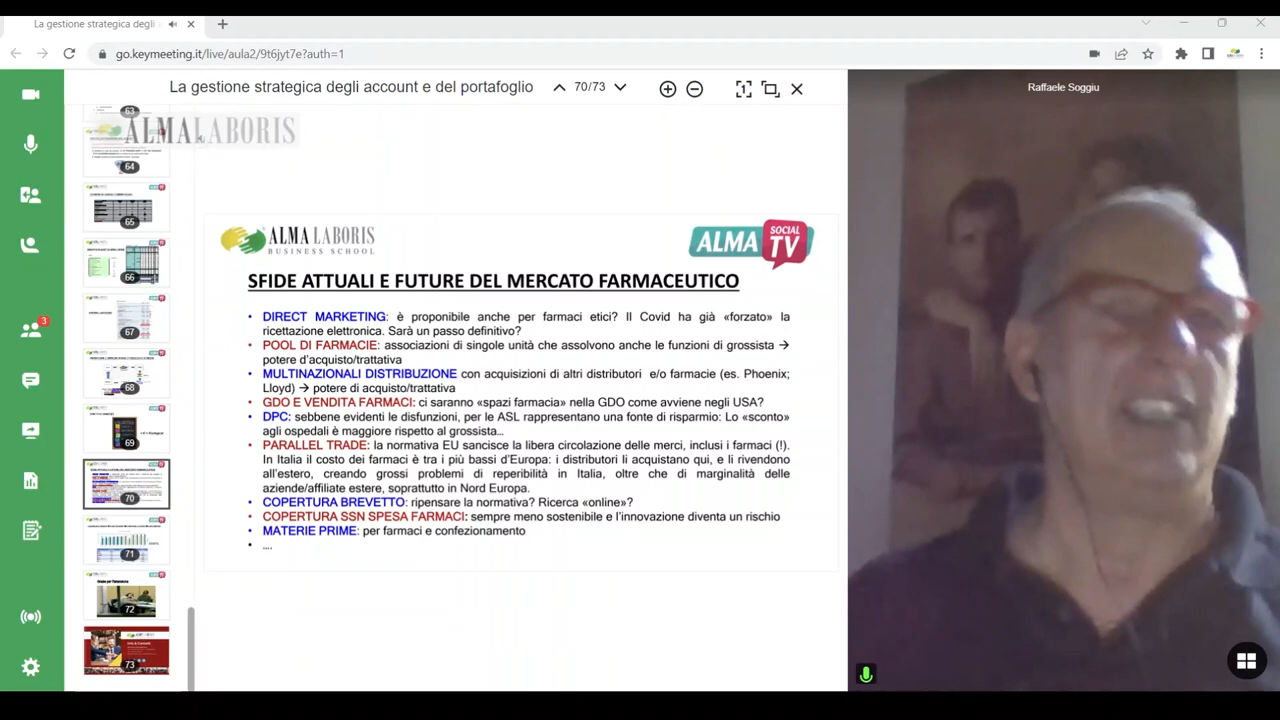 La gestione strategica degli
go.keymeeting.it/live/aula2/9t6jyt7e?auth=1
La gestione strategica degli account e del portafoglio
70/73
Raffaele Soggiu
63
ALMALABORIS
64
65
66
67
68
69
70
71
72
73
3
ALMA LABORIS
BUSINESS SCHOOL
ALMA SOCIAL TV
SFIDE ATTUALI E FUTURE DEL MERCATO FARMACEUTICO
• DIRECT MARKETING: è proponibile anche per farmaci etici? Il Covid ha già «forzato» la
ricettazione elettronica. Sarà un passo definitivo?
• POOL DI FARMACIE: associazioni di singole unità che assolvono anche le funzioni di grossista →
potere d'acquisto/trattativa
• MULTINAZIONALI DISTRIBUZIONE con acquisizioni di altri distributori e/o farmacie (es. Phoenix;
Lloyd) → potere di acquisto/trattativa
• GDO E VENDITA FARMACI: ci saranno «spazi farmacia» nella GDO come avviene negli USA?
• DPC: sebbene evidenti le disfunzioni, per le ASL rappresentano una fonte di risparmio: Lo «sconto»
agli ospedali è maggiore rispetto al grossista…
• PARALLEL TRADE: la normativa EU sancisce la libera circolazione delle merci, inclusi i farmaci (!).
In Italia il costo dei farmaci è tra i più bassi d'Europa: i distributori li acquistano qui, e li rivendono
all'estero, creando grossi problemi di reperibilità in Italia, oltre che di marginalità delle
aziende/affiliate estere, soprattutto in Nord Europa.
• COPERTURA BREVETTO: ripensare la normativa? Ricerca «online»?
• COPERTURA SSN SPESA FARMACI: sempre meno sostenibile e l'innovazione diventa un rischio
• MATERIE PRIME: per farmaci e confezionamento
• ….